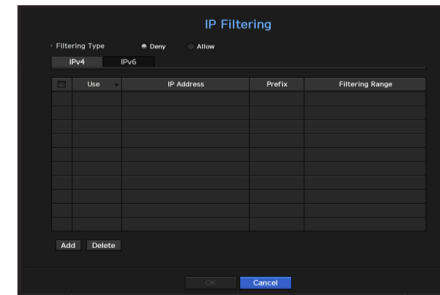 IP Filtering
· Filtering Type Deny Allow
IPv4 IPv6
Use IP Address Prefix Filtering Range
Add Delete
OK Cancel